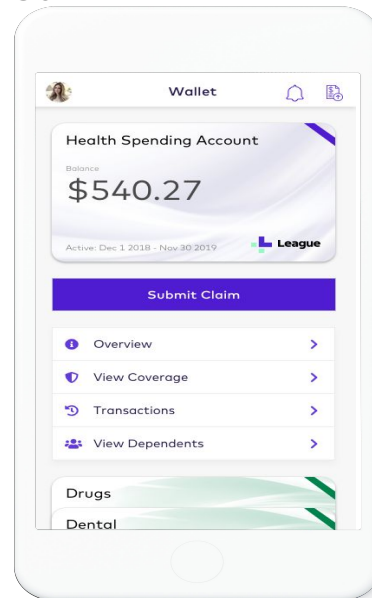 Wallet
Health Spending Account
Balance
$540.27
Active: Dec 1 2018 - Nov 30 2019
League
Submit Claim
Overview
View Coverage
Transactions
View Dependents
Drugs
Dental